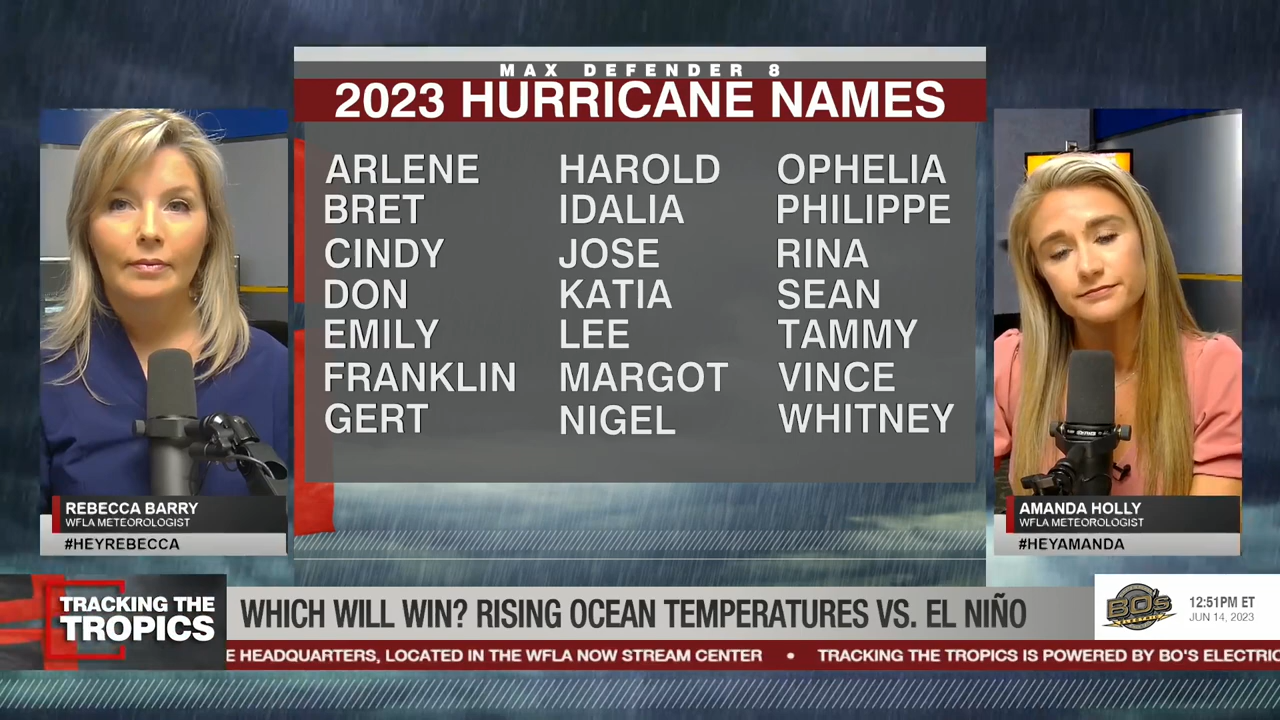 MAX DEFENDER 8
2023 HURRICANE NAMES
ARLENE
BRET
CINDY
DON
EMILY
FRANKLIN
GERT
HAROLD
IDALIA
JOSE
KATIA
LEE
MARGOT
NIGEL
OPHELIA
PHILIPPE
RINA
SEAN
TAMMY
VINCE
WHITNEY
REBECCA BARRY
WFLA METEOROLOGIST
#HEYREBECCA
AMANDA HOLLY
WFLA METEOROLOGIST
#HEYAMANDA
TRACKING THE
TROPICS
WHICH WILL WIN? RISING OCEAN TEMPERATURES VS. EL NIÑO
BO's
ELECTRIC
12:51PM ET
JUN 14, 2023
E HEADQUARTERS, LOCATED IN THE WFLA NOW STREAM CENTER • TRACKING THE TROPICS IS POWERED BY BO'S ELECTRIC